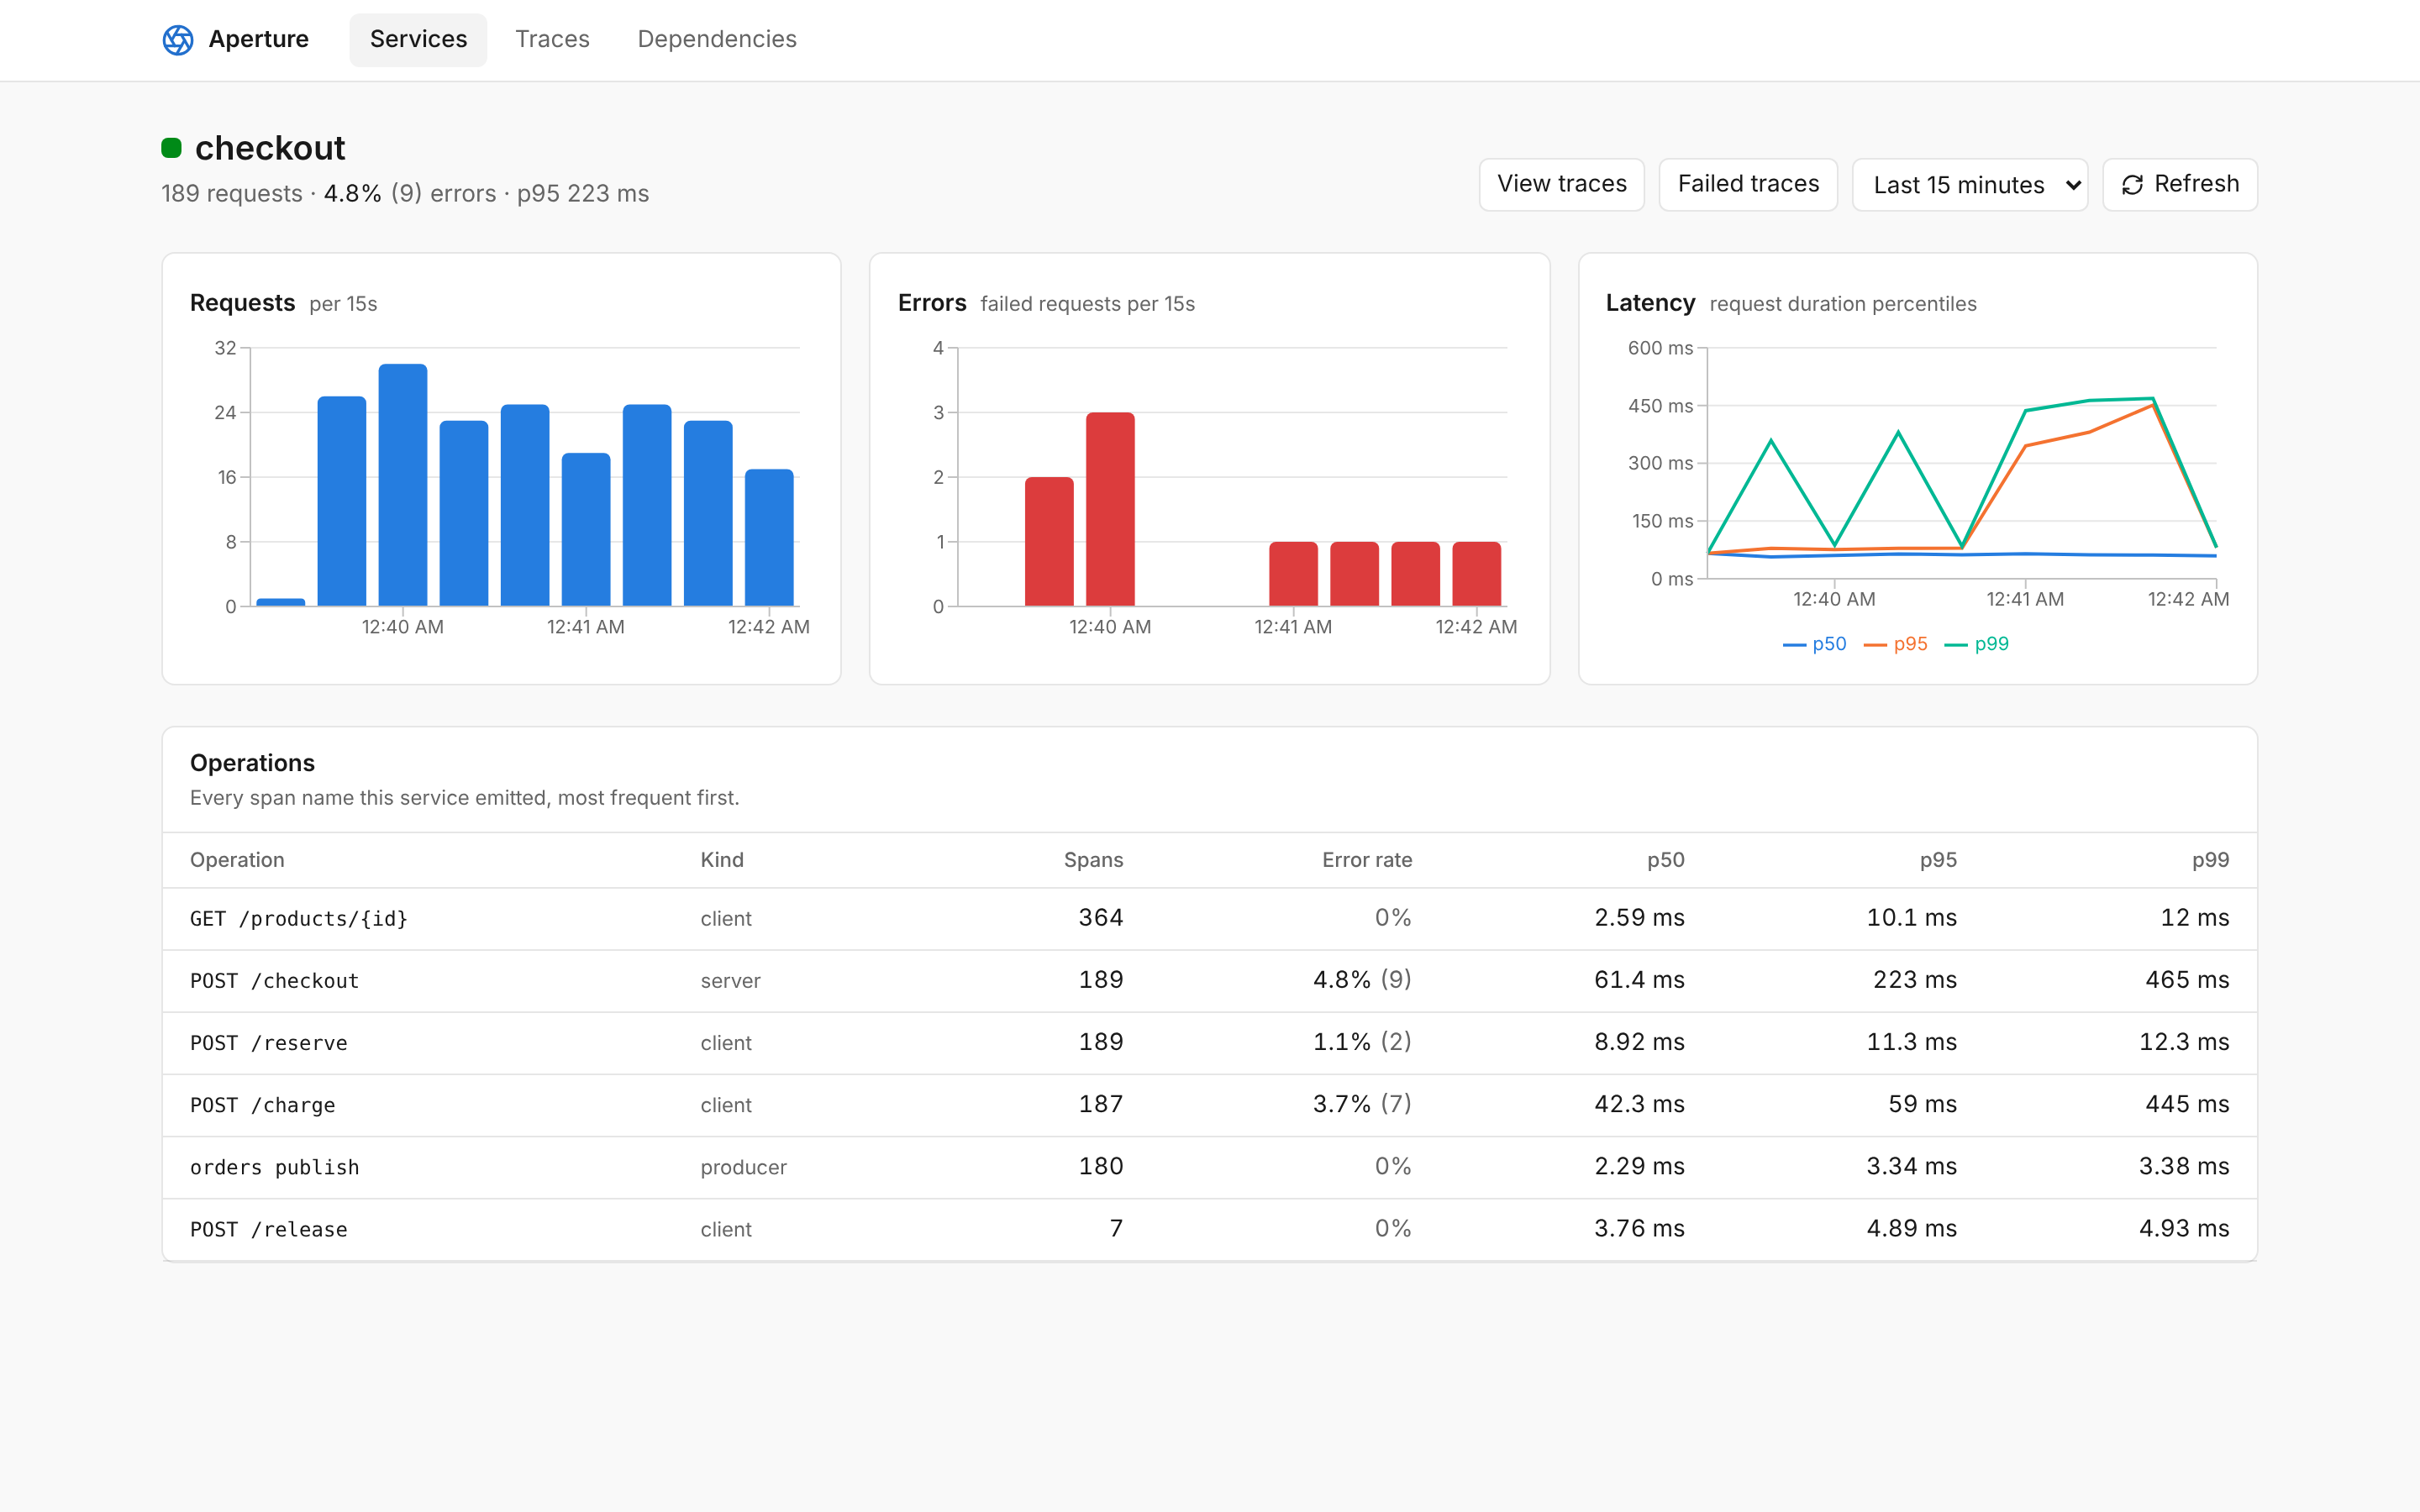 Aperture Services Traces Dependencies
checkout
189 requests · 4.8% (9) errors · p95 223 ms
View traces Failed traces Last 15 minutes Refresh
Requests per 15s
32
24
16
8
0
12:40 AM 12:41 AM 12:42 AM
Errors failed requests per 15s
4
3
2
1
0
12:40 AM 12:41 AM 12:42 AM
Latency request duration percentiles
600 ms
450 ms
300 ms
150 ms
0 ms
12:40 AM 12:41 AM 12:42 AM
p50 p95 p99
Operations
Every span name this service emitted, most frequent first.
Operation Kind Spans Error rate p50 p95 p99
GET /products/{id} client 364 0% 2.59 ms 10.1 ms 12 ms
POST /checkout server 189 4.8% (9) 61.4 ms 223 ms 465 ms
POST /reserve client 189 1.1% (2) 8.92 ms 11.3 ms 12.3 ms
POST /charge client 187 3.7% (7) 42.3 ms 59 ms 445 ms
orders publish producer 180 0% 2.29 ms 3.34 ms 3.38 ms
POST /release client 7 0% 3.76 ms 4.89 ms 4.93 ms